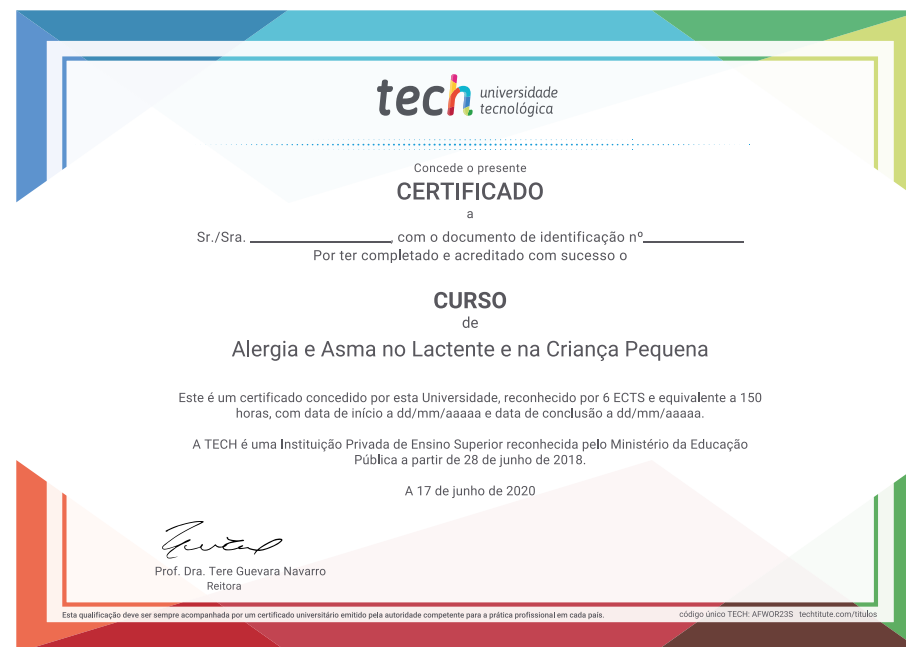 tech universidade
tecnológica
Concede o presente
CERTIFICADO
a
Sr./Sra. ____________________, com o documento de identificação nº______________
Por ter completado e acreditado com sucesso o
CURSO
de
Alergia e Asma no Lactente e na Criança Pequena
Este é um certificado concedido por esta Universidade, reconhecido por 6 ECTS e equivalente a 150
horas, com data de início a dd/mm/aaaaa e data de conclusão a dd/mm/aaaaa.
A TECH é uma Instituição Privada de Ensino Superior reconhecida pelo Ministério da Educação
Pública a partir de 28 de junho de 2018.
A 17 de junho de 2020
Prof. Dra. Tere Guevara Navarro
Reitora
Esta qualificação deve ser sempre acompanhada por um certificado universitário emitido pela autoridade competente para a prática profissional em cada país.
código único TECH: AFWOR23S techtitute.com/titulos